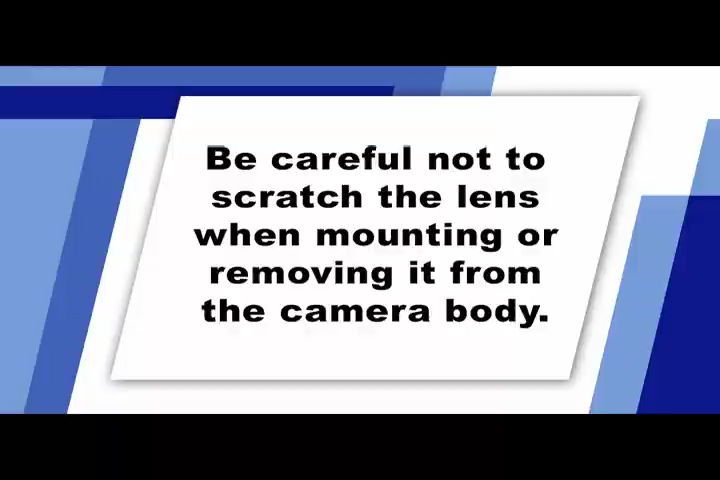 Be careful not to
scratch the lens
when mounting or
removing it from
the camera body.